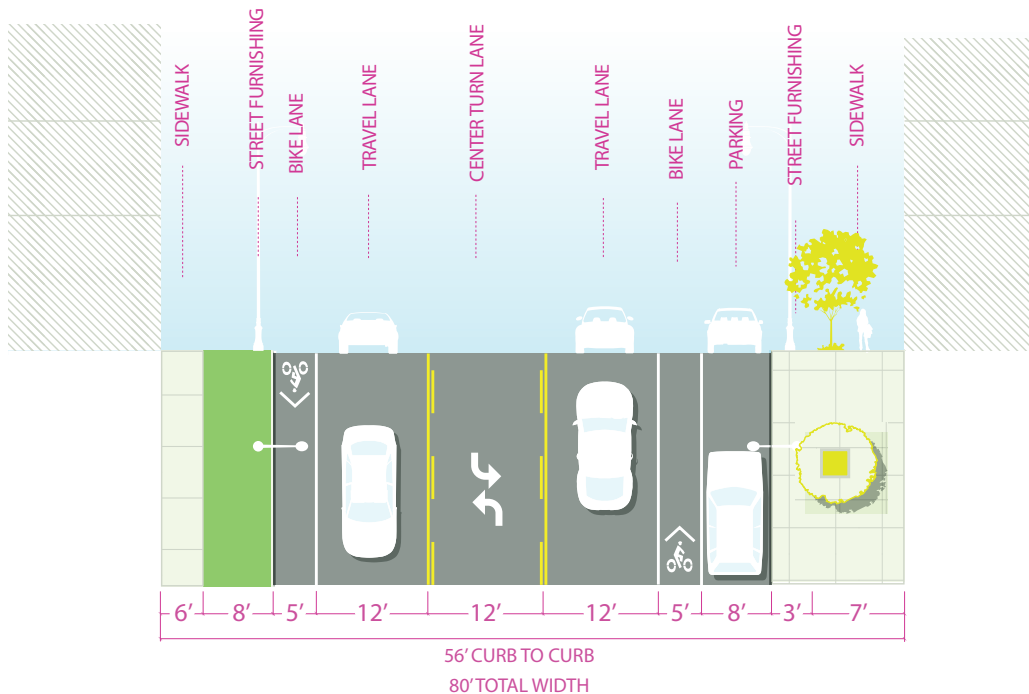 SIDEWALK
STREET FURNISHING
BIKE LANE
TRAVEL LANE
CENTER TURN LANE
TRAVEL LANE
BIKE LANE
PARKING
STREET FURNISHING
SIDEWALK
6’ 8’ 5’ 12’ 12’ 12’ 5’ 8’ 3’ 7’
56’ CURB TO CURB
80’ TOTAL WIDTH